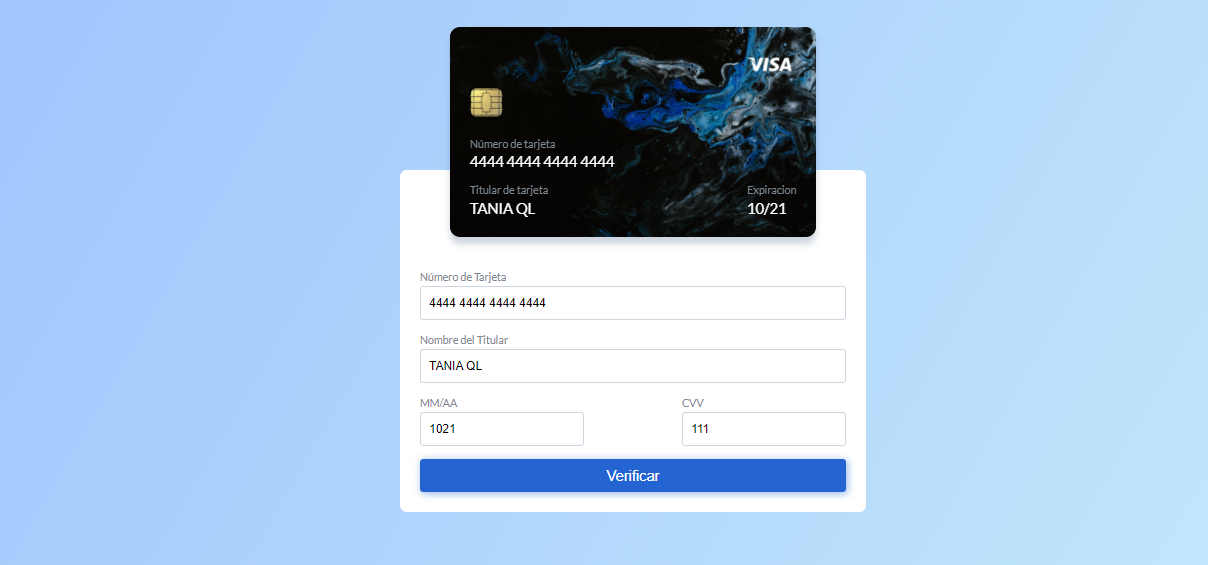 VISA
Número de tarjeta
4444 4444 4444 4444
Titular de tarjeta
Expiracion
TANIA QL
10/21
Número de Tarjeta
4444 4444 4444 4444
Nombre del Titular
TANIA QL
MM/AA
CVV
1021
111
Verificar